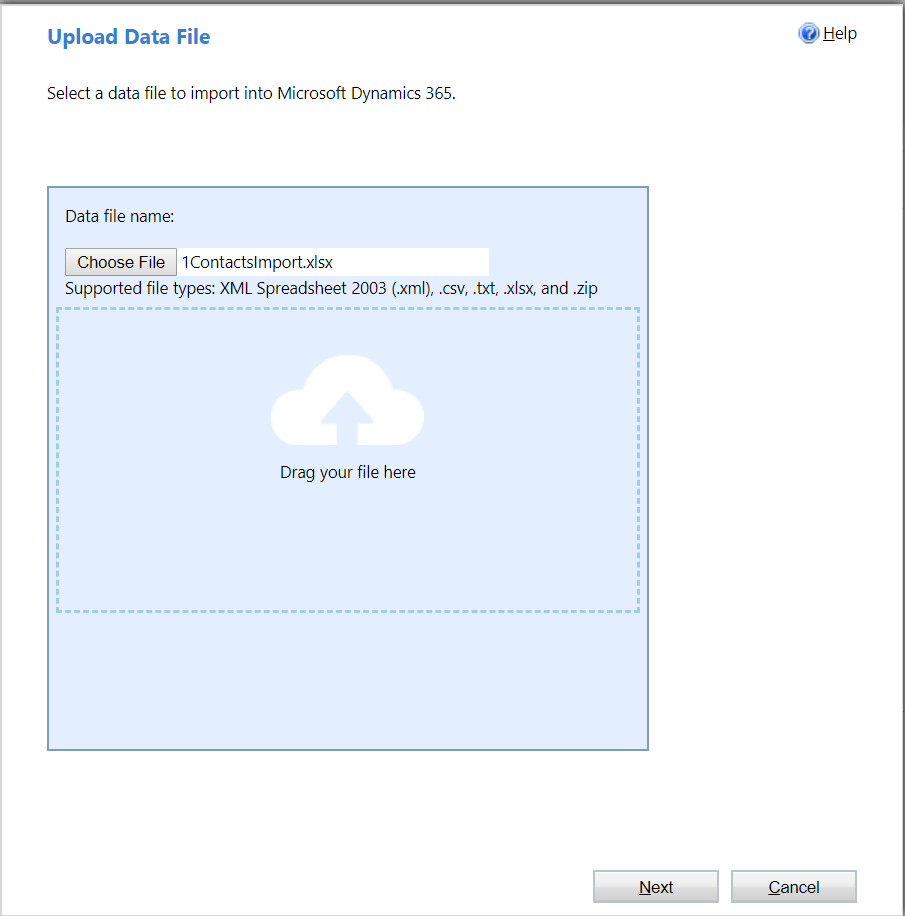 Upload Data File
Help
Select a data file to import into Microsoft Dynamics 365.
Data file name:
Choose File 1ContactsImport.xlsx
Supported file types: XML Spreadsheet 2003 (.xml), .csv, .txt, .xlsx, and .zip
Drag your file here
Next
Cancel